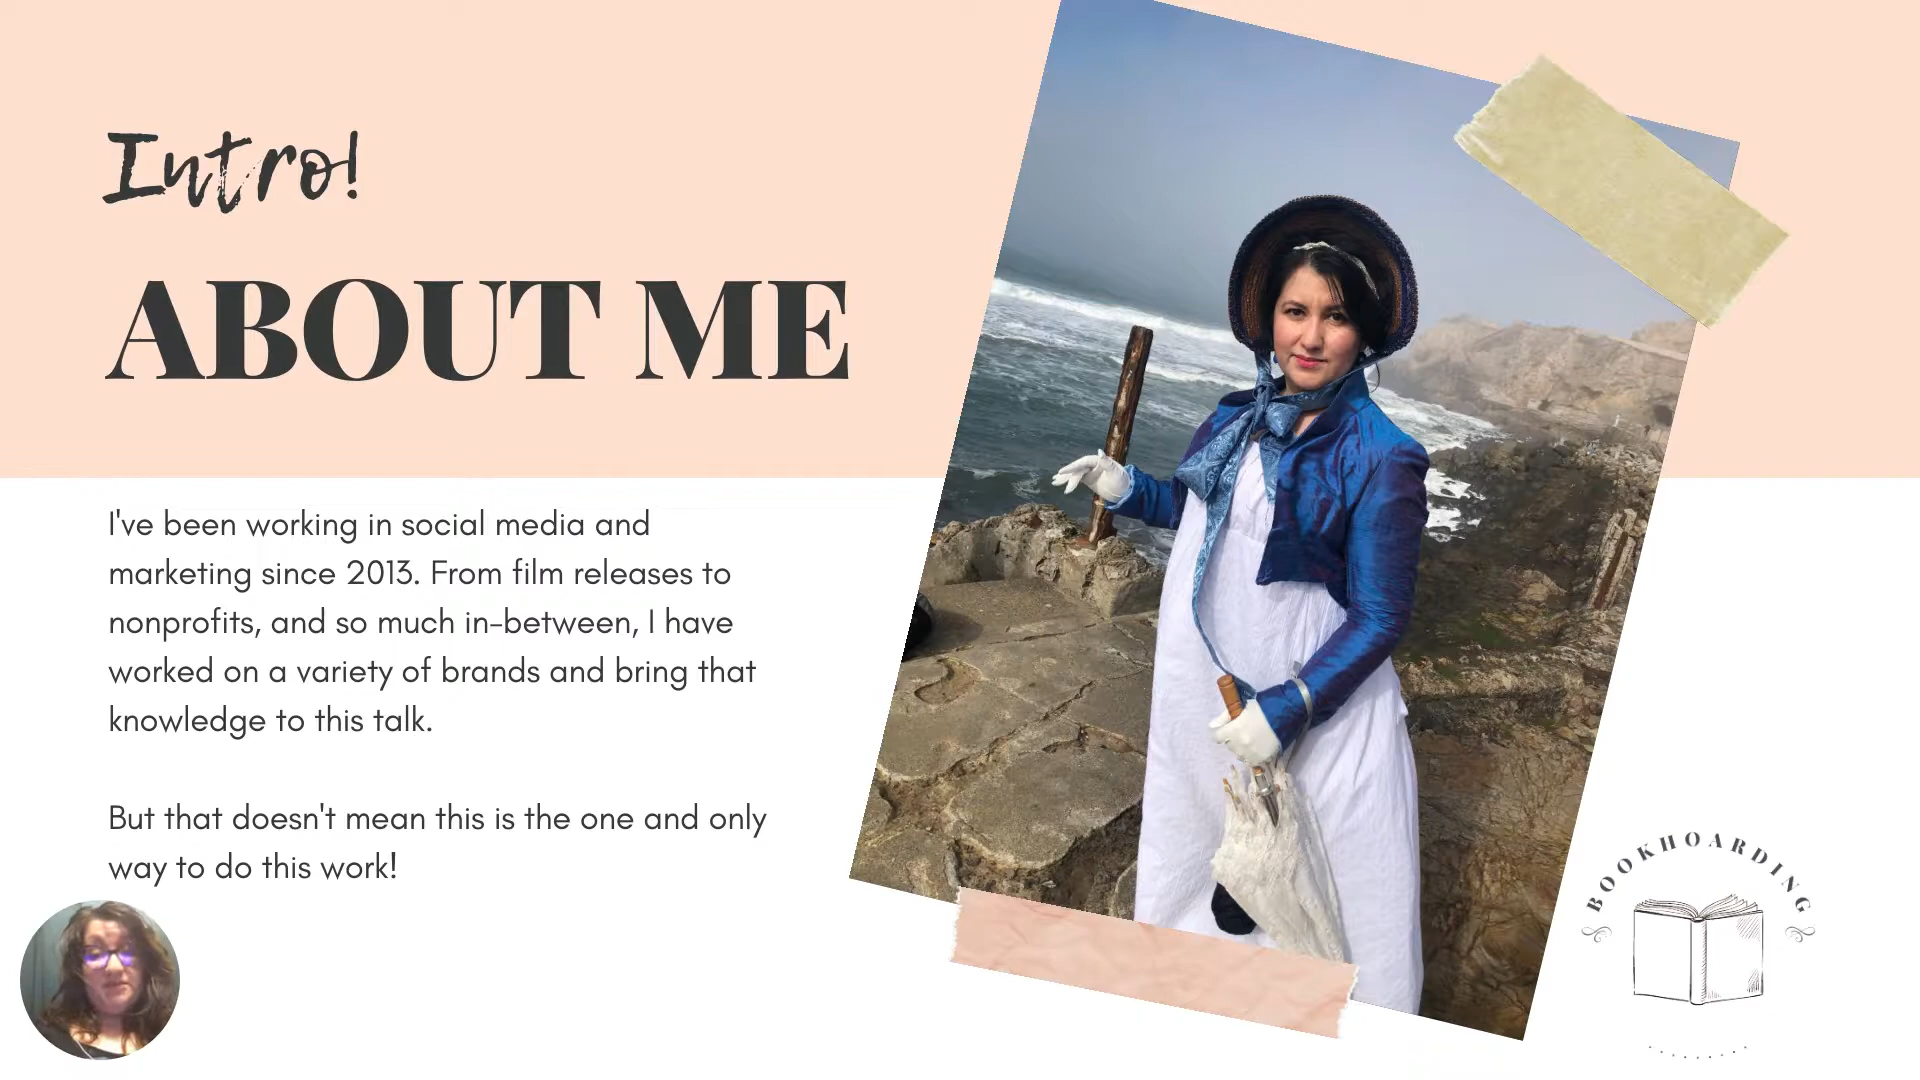 Intro!
ABOUT ME
I've been working in social media and
marketing since 2013. From film releases to
nonprofits, and so much in-between, I have
worked on a variety of brands and bring that
knowledge to this talk.
But that doesn't mean this is the one and only
way to do this work!
BOOKHOARDING